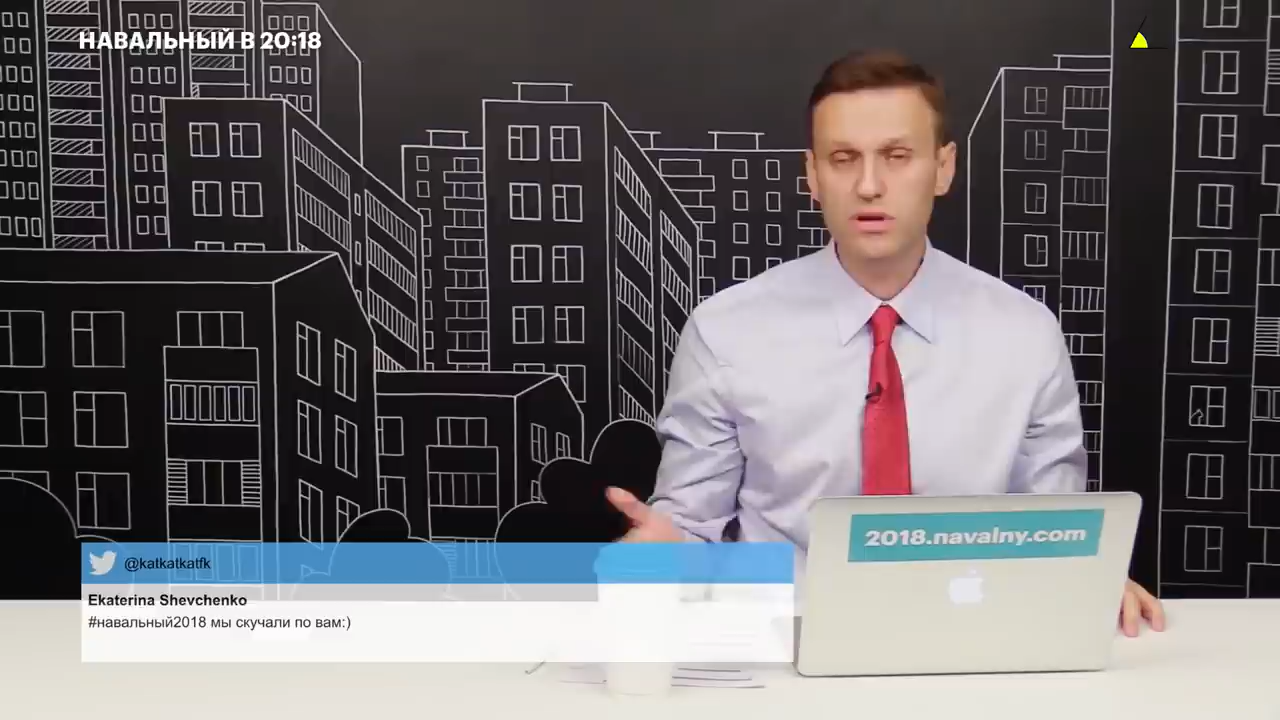 НАВАЛЬНЫЙ В 20:18
2018.navalny.com
@katkatkatfk
Ekaterina Shevchenko
#навальный2018 мы скучали по вам:)